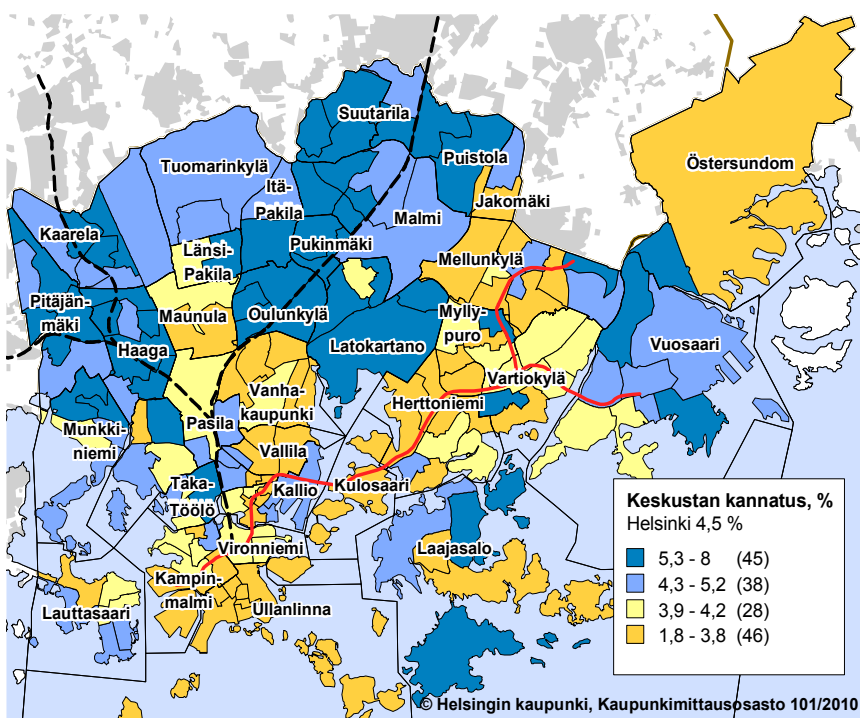 Suutarila
Puistola
Tuomarinkylä
Itä-
Pakila
Östersundom
Jakomäki
Malmi
Kaarela
Länsi-
Pakila
Pukinmäki
Mellunkylä
Pitäjän-
mäki
Maunula
Oulunkylä
Mylly-
puro
Haaga
Latokartano
Vuosaari
Vartiokylä
Vanha-
kaupunki
Herttoniemi
Munkki-
niemi
Pasila
Vallila
Taka-
Töölö
Kallio
Kulosaari
Vironniemi
Laajasalo
Kampin-
malmi
Lauttasaari
Ullanlinna
Keskustan kannatus, %
Helsinki 4,5 %
5,3 - 8 (45)
4,3 - 5,2 (38)
3,9 - 4,2 (28)
1,8 - 3,8 (46)
© Helsingin kaupunki, Kaupunkimittausosasto 101/2010